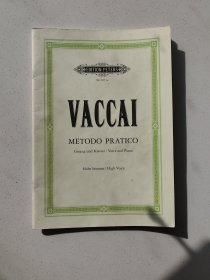 EDITION PETERS
VACCAI
METODO PRATICO
Gesang und Klavier / Voice and Piano
Hohe Stimme / High Voice